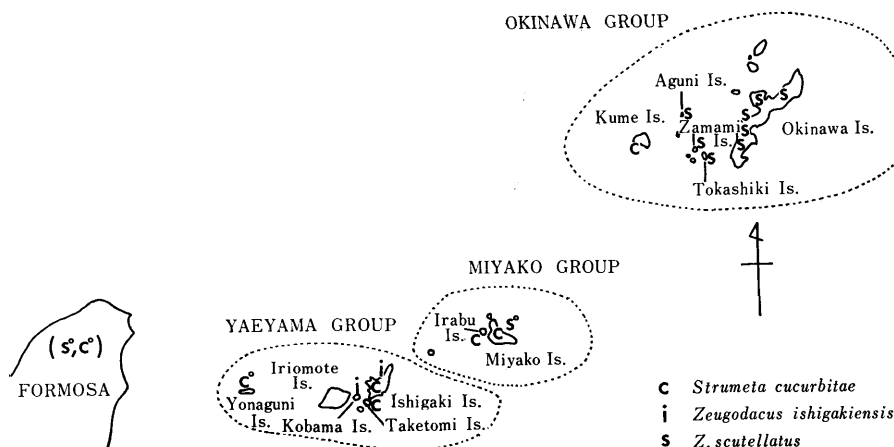 OKINAWA GROUP
Aguni Is.
S
S
S
S
Kume Is.
Zamami
Is.
S
S
S
S
C
Okinawa Is.
Tokashiki Is.
MIYAKO GROUP
Irabu
Is.
C
C
S°
Miyako Is.
YAEYAMA GROUP
(S°, C°)
FORMOSA
C°
Yonaguni
Is.
Iriomote
Is.
i
i
C
C
Ishigaki Is.
Kobama Is.
Taketomi Is.
C Strumeta cucurbitae
i Zeugodacus ishigakiensis
S Z. scutellatus